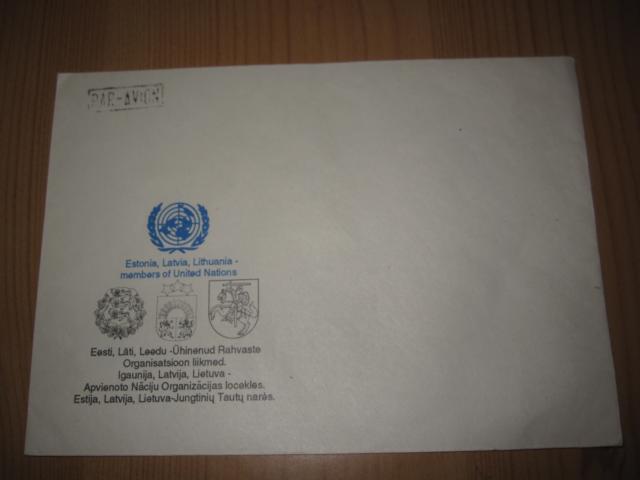 PAR-AVION
Estonia, Latvia, Lithuania -
members of United Nations
Eesti, Läti, Leedu -Ühinenud Rahvaste
Organisatsioon liikmed.
Igaunija, Latvija, Lietuva -
Apvienoto Nāciju Organizācijas locekles.
Estija, Latvija, Lietuva-Jungtinių Tautų narės.